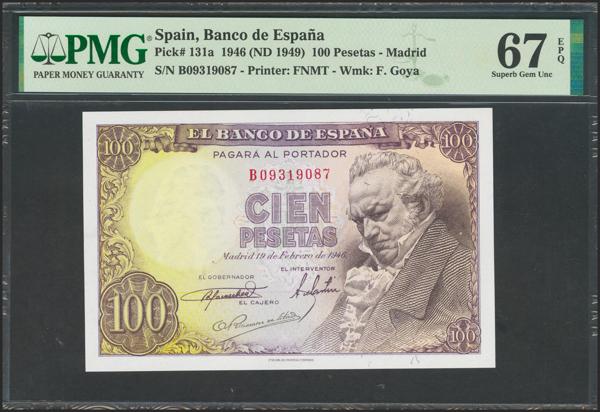 PMG
PAPER MONEY GUARANTY
Spain, Banco de España
Pick# 131a 1946 (ND 1949) 100 Pesetas - Madrid
S/N B09319087 - Printer: FNMT - Wmk: F. Goya
67 EPQ
Superb Gem Unc
100
EL BANCO DE ESPAÑA
100
PAGARÁ AL PORTADOR
B09319087
CIEN
PESETAS
Madrid 19 de Febrero de 1946
EL GOBERNADOR
EL INTERVENTOR
EL CAJERO
100
100